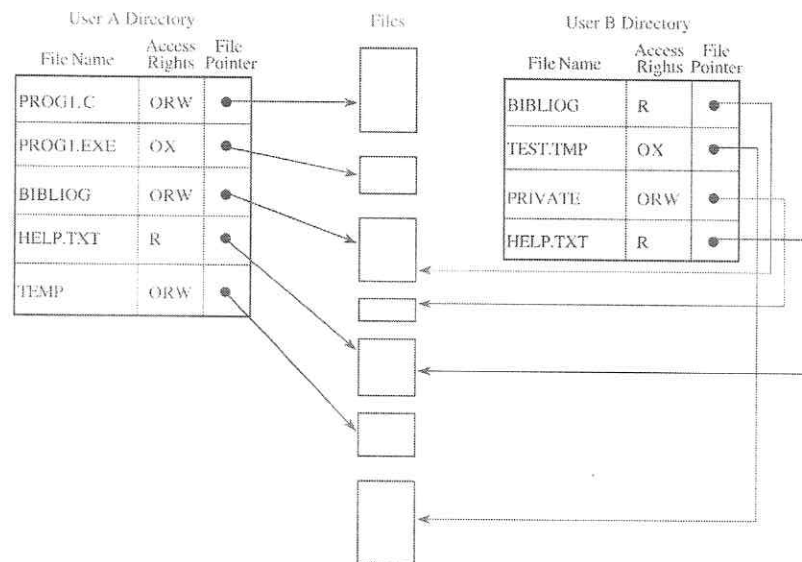 User A Directory
Files
User B Directory
File Name
Access Rights
File Pointer
PROG1.C ORW
PROG1.EXE OX
BIBLIOG ORW
HELP.TXT R
TEMP ORW
File Name
Access Rights
File Pointer
BIBLIOG R
TEST.TMP OX
PRIVATE ORW
HELP.TXT R